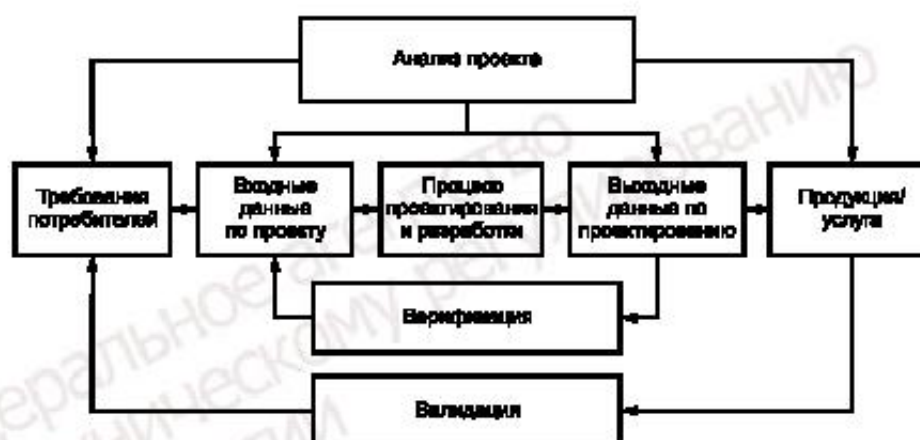 Анализ проекта
Требования
потребителей
Входные
данные
по проекту
Процесс
проектирования
и разработки
Выходные
данные по
проектированию
Продукция/
услуга
Верификация
Валидация